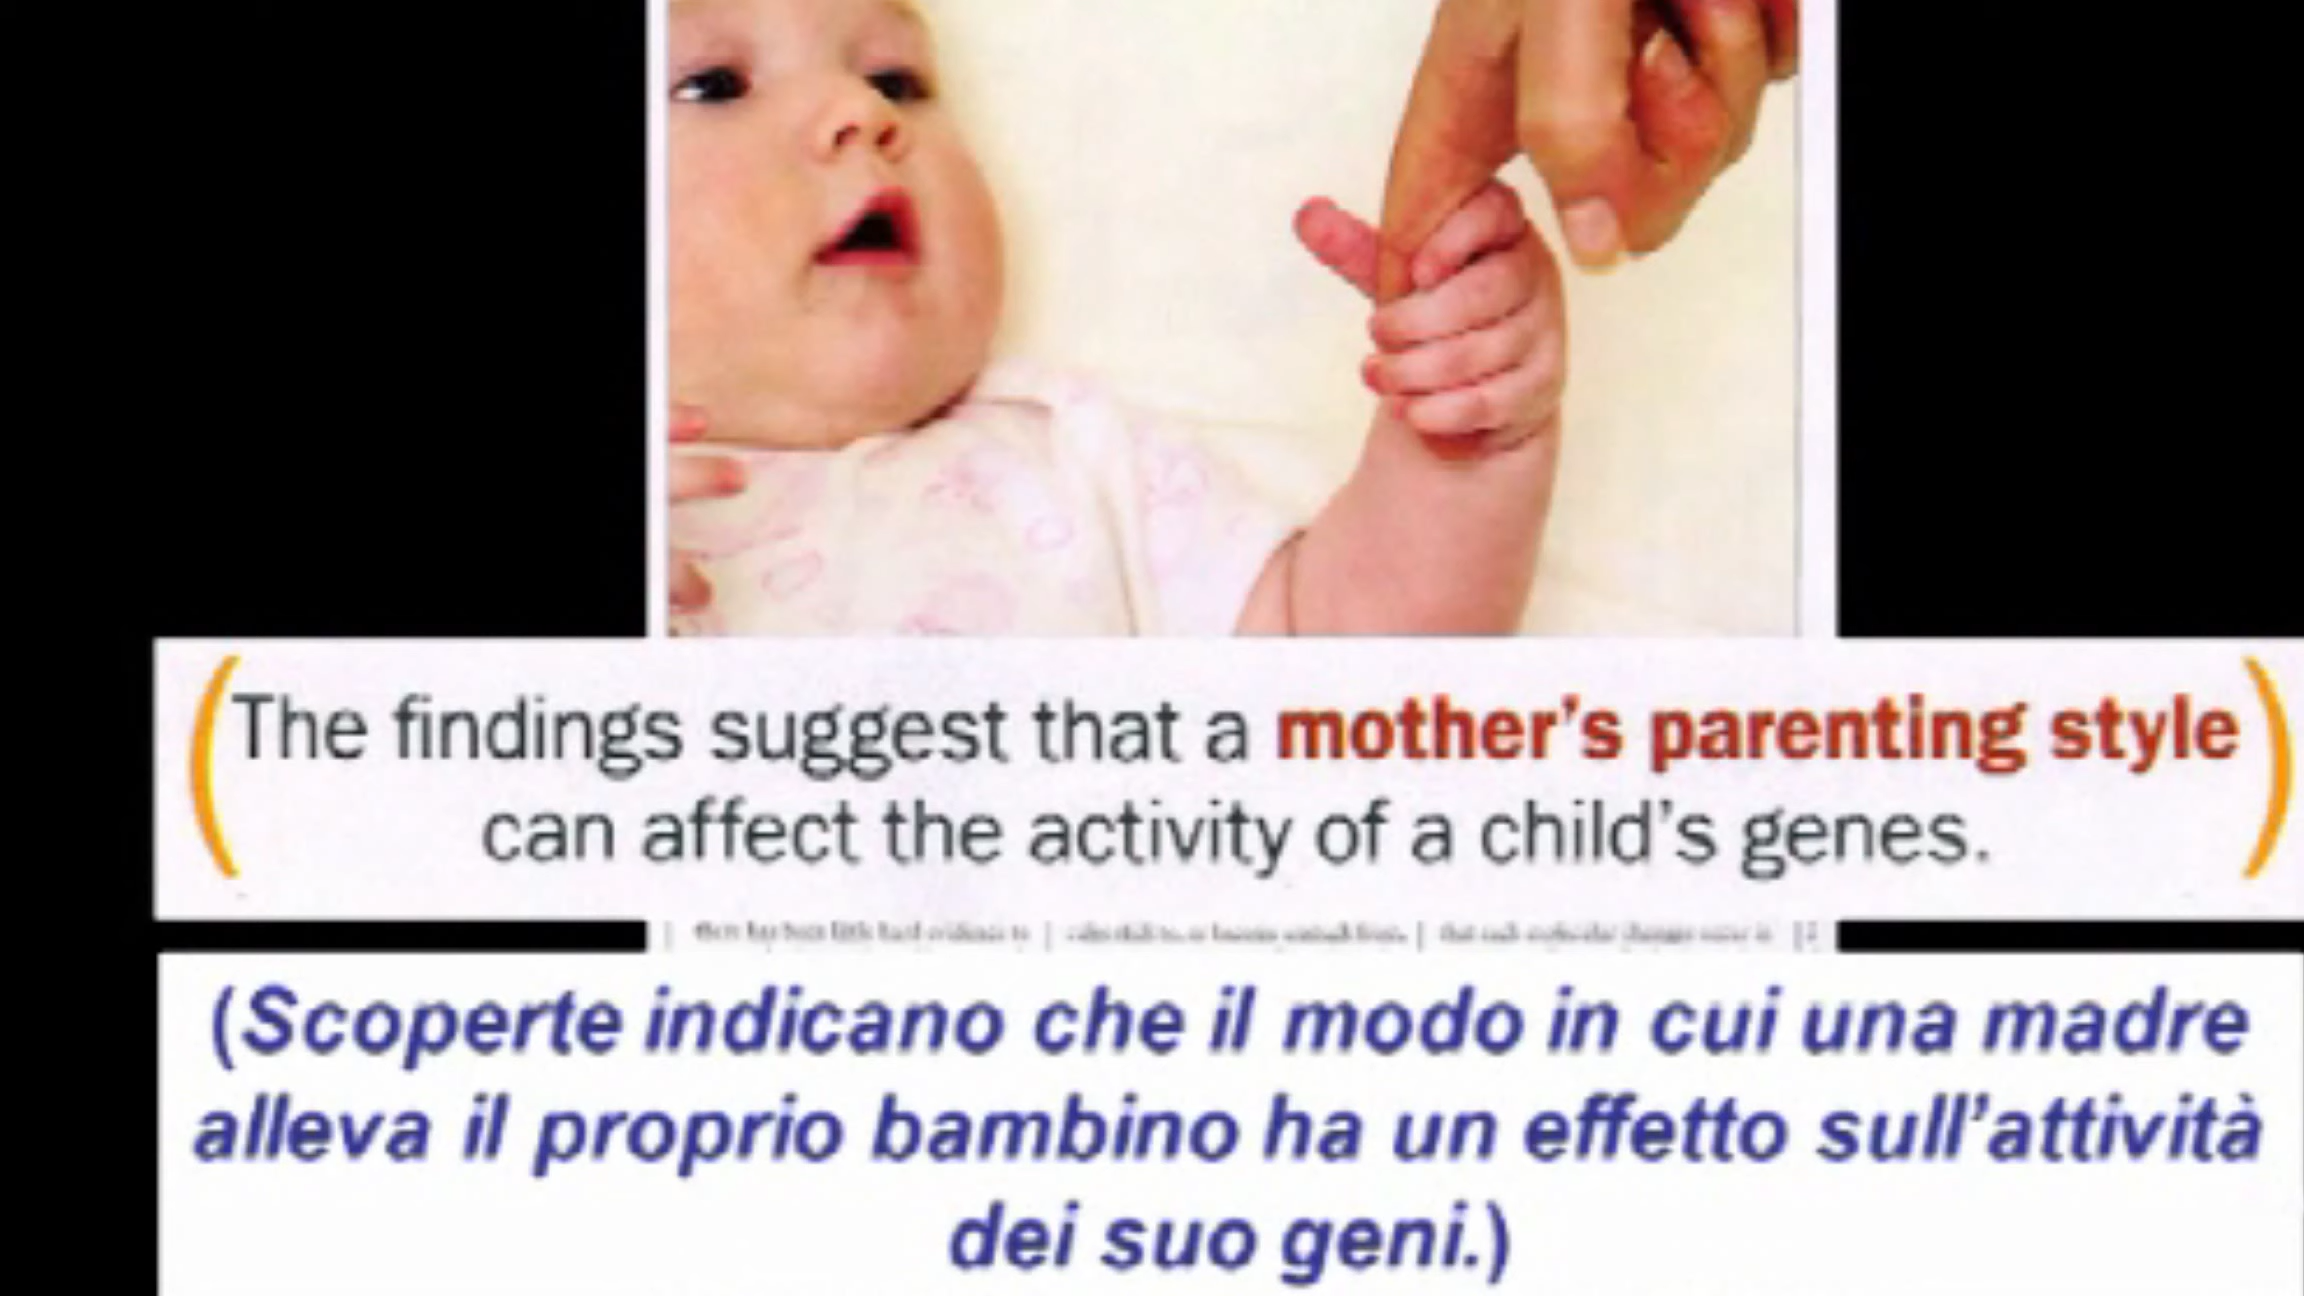 (The findings suggest that a mother's parenting style)
can affect the activity of a child's genes.
(Scoperte indicano che il modo in cui una madre
alleva il proprio bambino ha un effetto sull'attività
dei suo geni.)